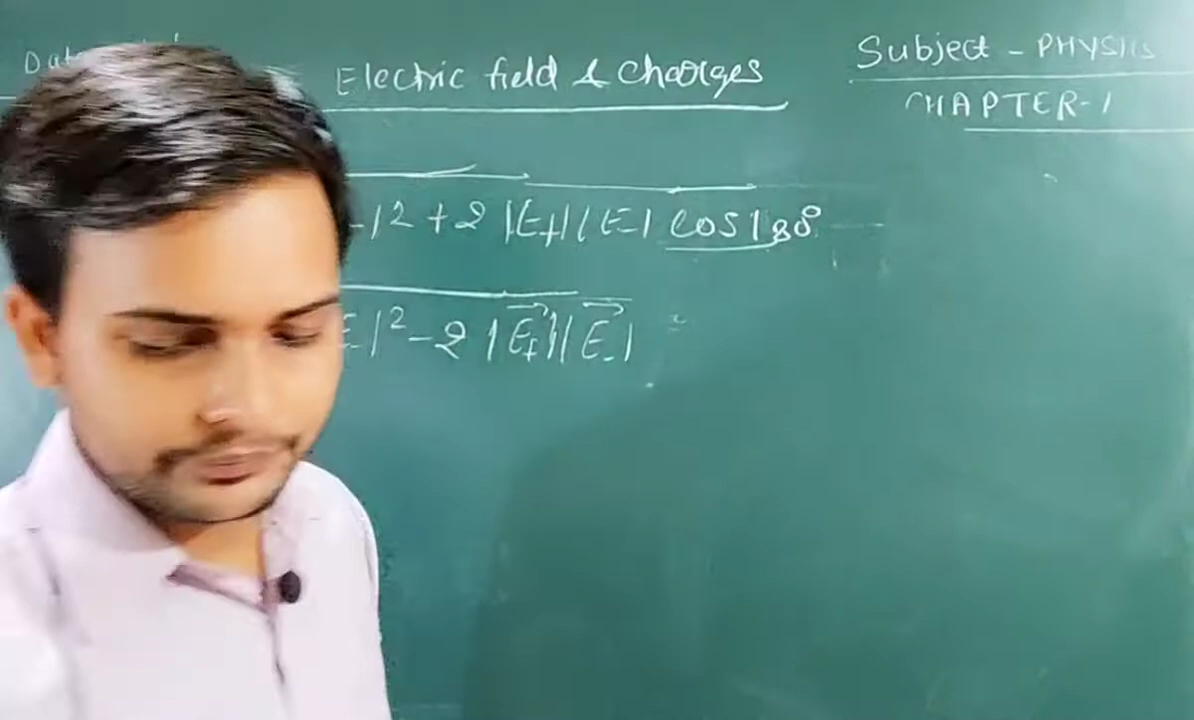 Electric field & Charges
Subject - PHYSICS
CHAPTER-1
|2 + 2 |E+||E-| cos180°
E-|2 - 2 |E+||E-|